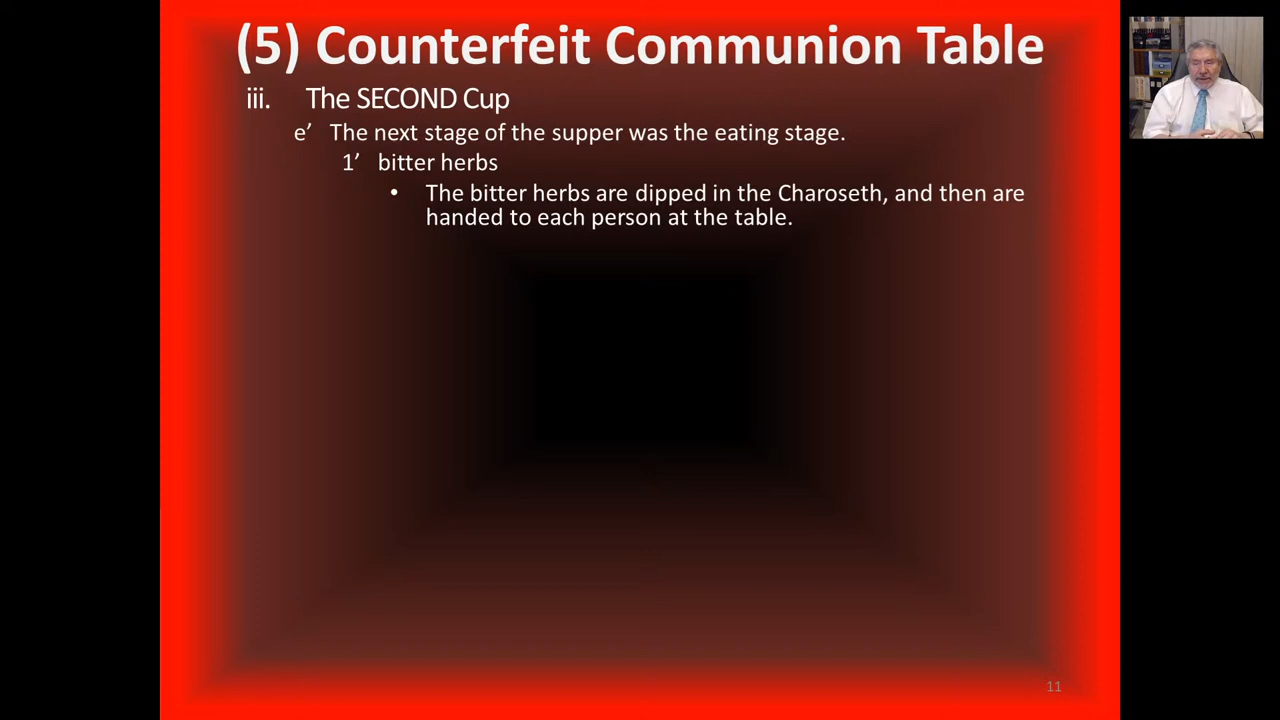 (5) Counterfeit Communion Table
iii. The SECOND Cup
e’ The next stage of the supper was the eating stage.
1’ bitter herbs
• The bitter herbs are dipped in the Charoseth, and then are
handed to each person at the table.
11